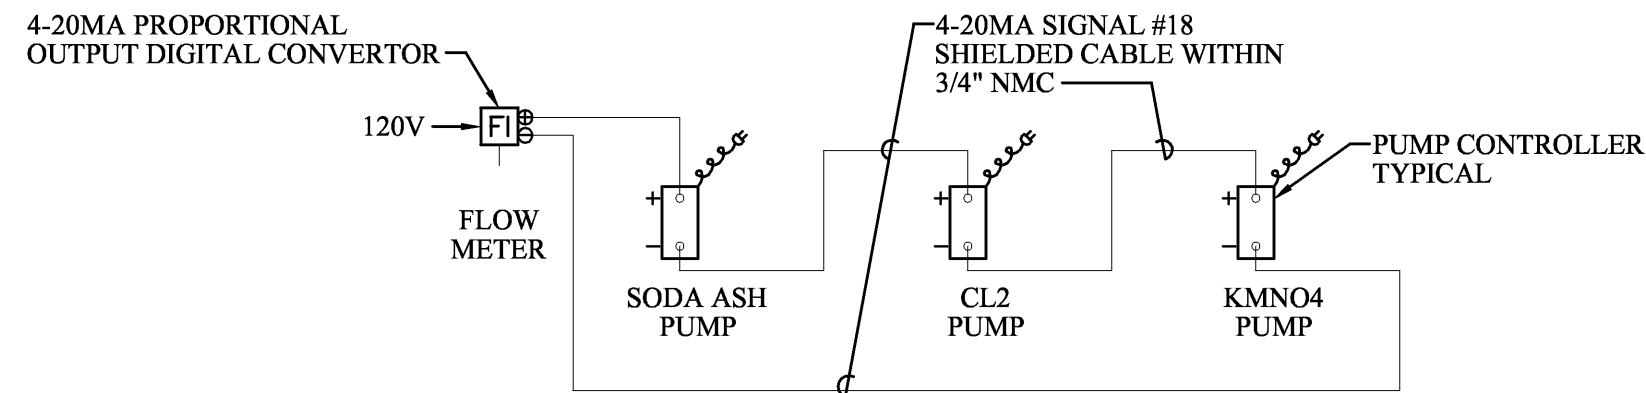 4-20MA PROPORTIONAL
OUTPUT DIGITAL CONVERTOR
4-20MA SIGNAL #18
SHIELDED CABLE WITHIN
3/4" NMC
120V
FI
+
−
PUMP CONTROLLER
TYPICAL
FLOW
METER
+
−
+
−
+
−
SODA ASH
PUMP
CL2
PUMP
KMNO4
PUMP